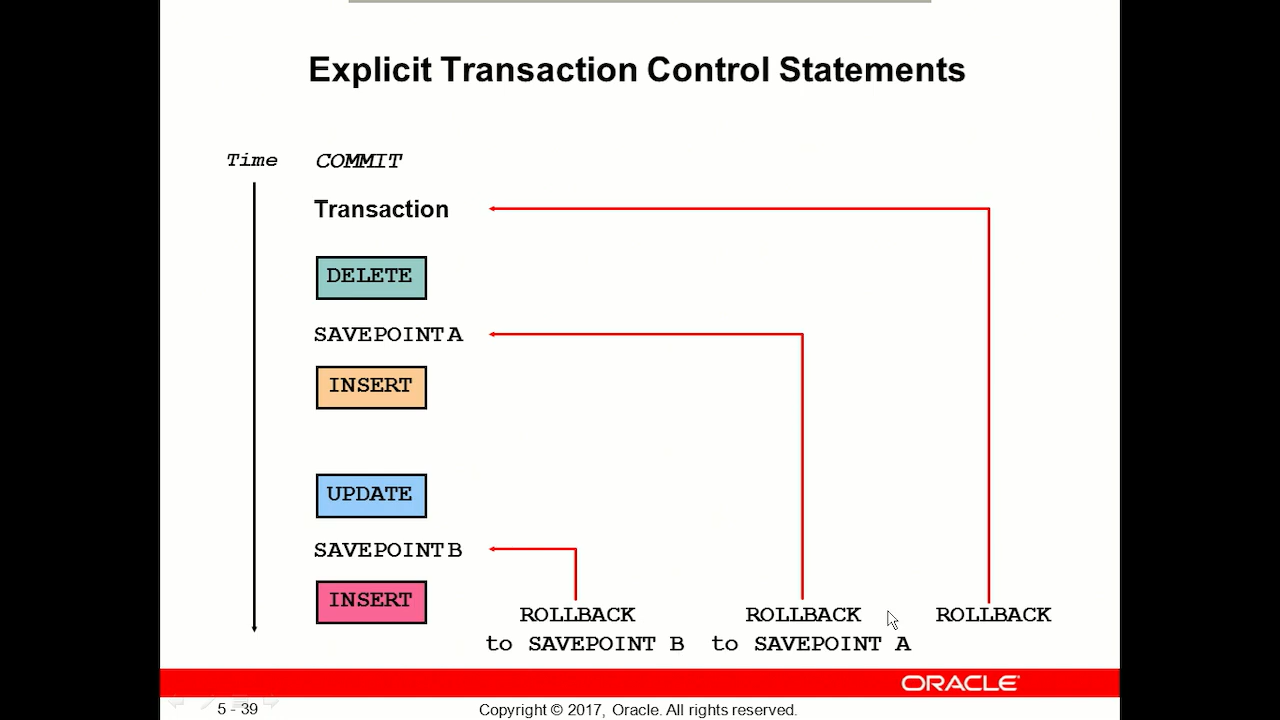 Explicit Transaction Control Statements
Time COMMIT
Transaction
DELETE
SAVEPOINT A
INSERT
UPDATE
SAVEPOINT B
INSERT
ROLLBACK
to SAVEPOINT B
ROLLBACK
to SAVEPOINT A
ROLLBACK
ORACLE
5 - 39
Copyright © 2017, Oracle. All rights reserved.